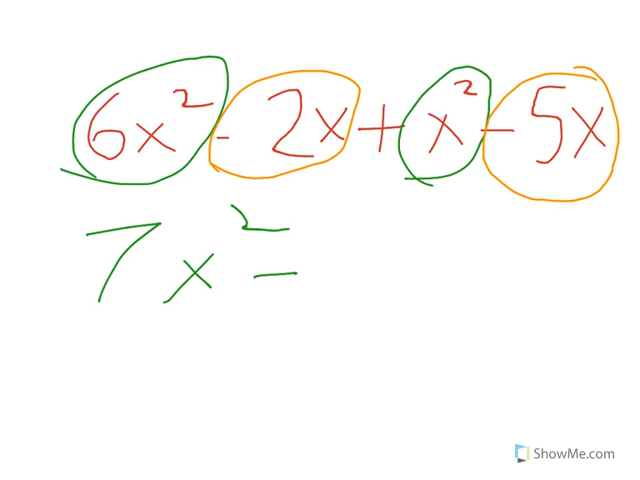 6x² - 2x + x² - 5x
7x² -
ShowMe.com